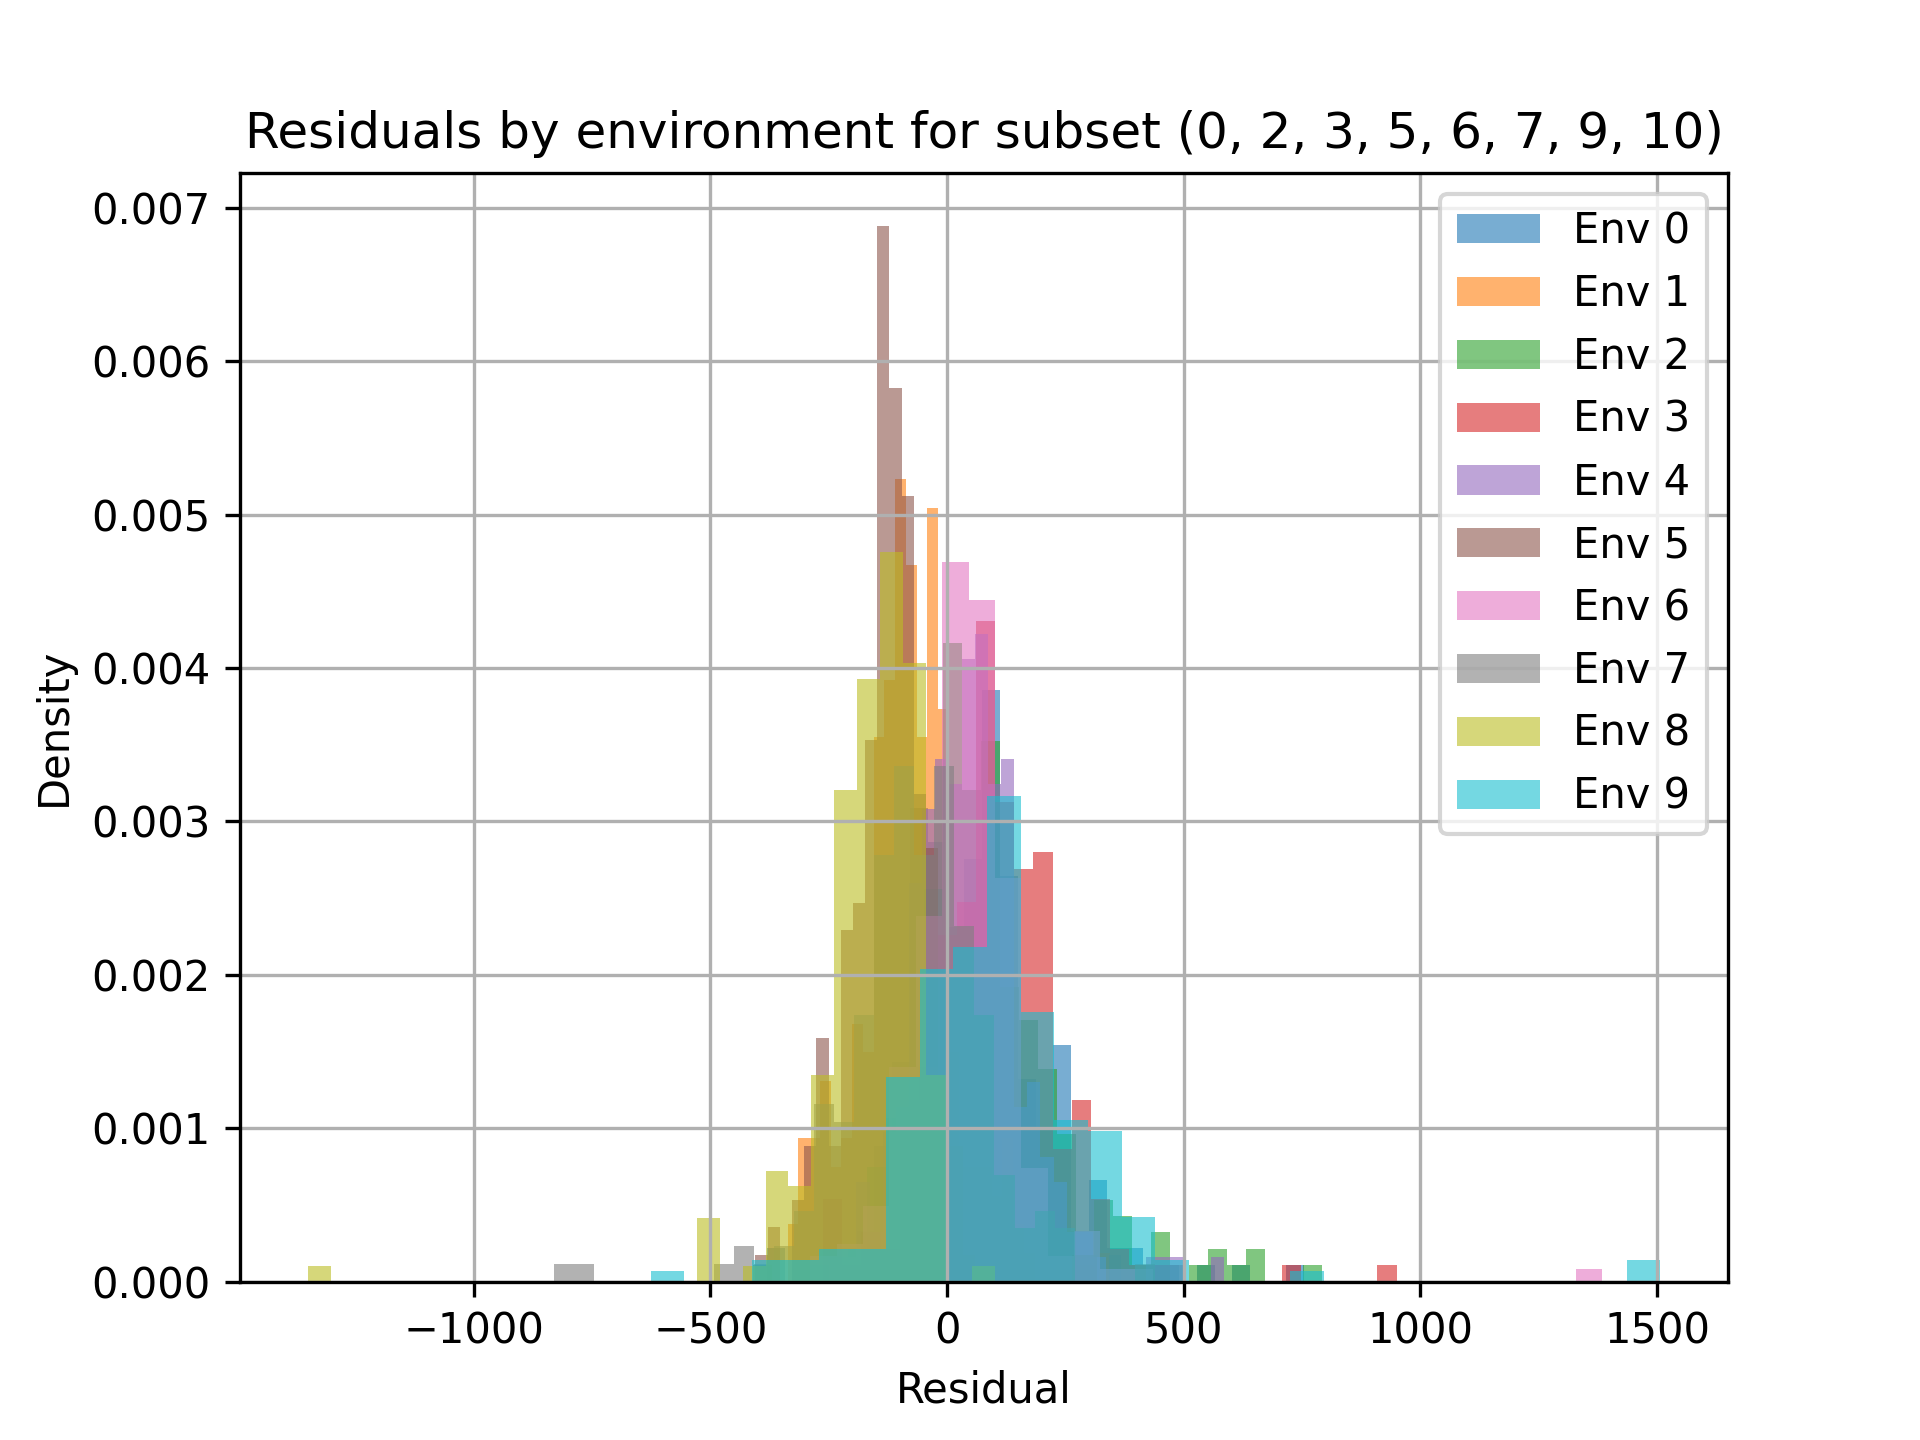 Residuals by environment for subset (0, 2, 3, 5, 6, 7, 9, 10)
0.007
0.006
0.005
0.004
0.003
0.002
0.001
0.000
Density
Env 0
Env 1
Env 2
Env 3
Env 4
Env 5
Env 6
Env 7
Env 8
Env 9
−1000
−500
0
500
1000
1500
Residual